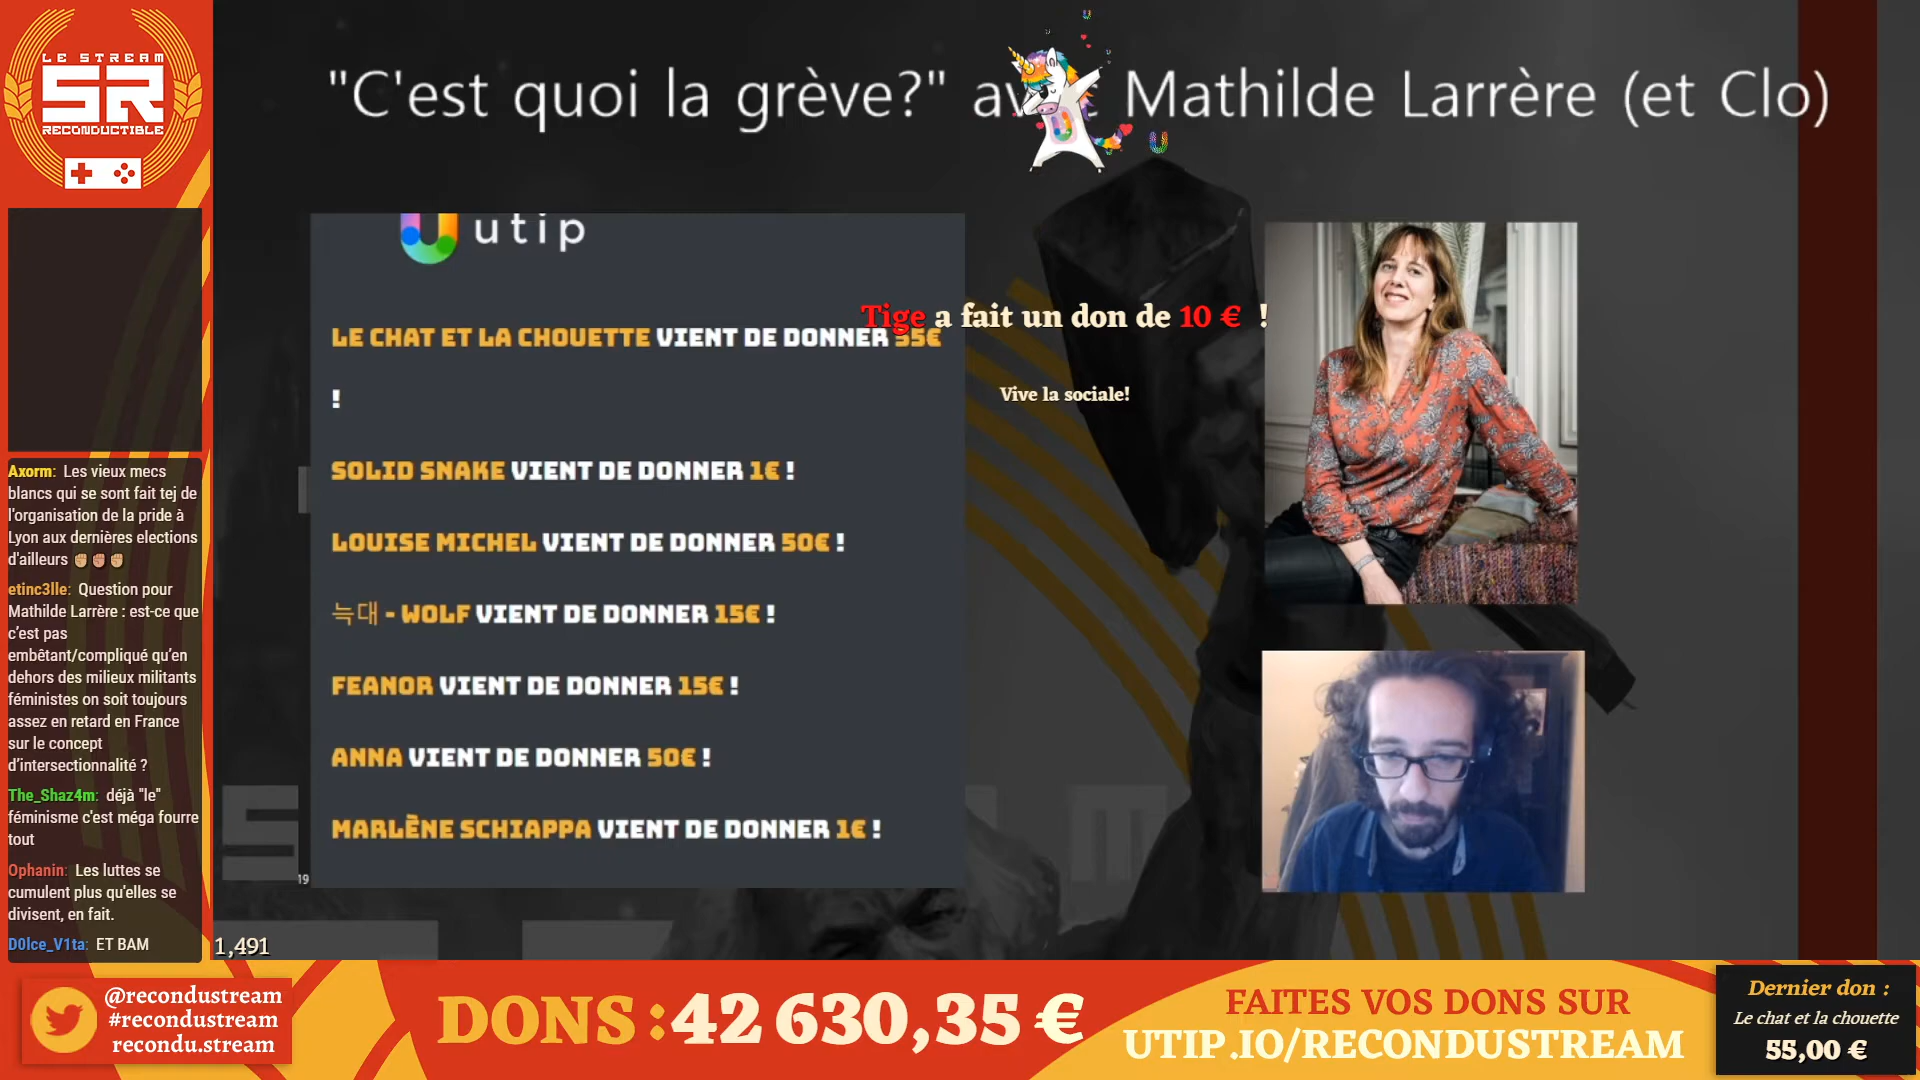 LE STREAM
SR
RECONDUCTIBLE
"C'est quoi la grève?" Mathilde Larrère (et Clo)
utip
LE CHAT ET LA CHOUETTE VIENT DE DONNER 55€
!
SOLID SNAKE VIENT DE DONNER 1€ !
LOUISE MICHEL VIENT DE DONNER 50€ !
늑대 - WOLF VIENT DE DONNER 15€ !
FEANOR VIENT DE DONNER 15€ !
ANNA VIENT DE DONNER 50€ !
MARLÈNE SCHIAPPA VIENT DE DONNER 1€ !
Tige a fait un don de 10 € !
Vive la sociale!
Axorm: Les vieux mecs
blancs qui se sont fait tej de
l'organisation de la pride à
Lyon aux dernières elections
d'ailleurs ✊✊✊
etinc3lle: Question pour
Mathilde Larrère : est-ce que
c'est pas
embêtant/compliqué qu'en
dehors des milieux militants
féministes on soit toujours
assez en retard en France
sur le concept
d'intersectionnalité ?
The_Shaz4m: déjà "le"
féminisme c'est méga fourre
tout
Ophanin: Les luttes se
cumulent plus qu'elles se
divisent, en fait.
D0lce_V1ta: ET BAM
1,491
@recondustream
#recondustream
recondu.stream
DONS : 42 630,35 €
FAITES VOS DONS SUR
UTIP.IO/RECONDUSTREAM
Dernier don :
Le chat et la chouette
55,00 €